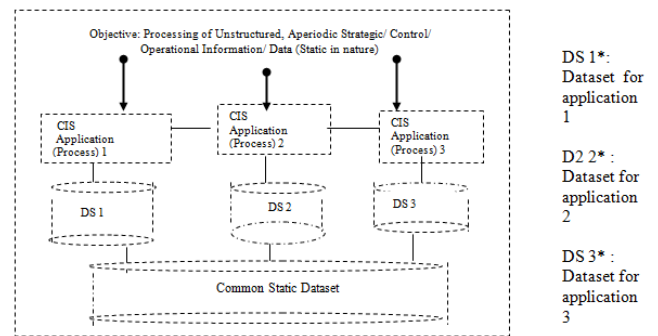 Objective: Processing of Unstructured, Aperiodic Strategic/ Control/
Operational Information/ Data (Static in nature)
CIS
Application
(Process) 1
CIS
Application
(Process) 2
CIS
Application
(Process) 3
DS 1
DS 2
DS 3
Common Static Dataset
DS 1*:
Dataset for
application
1
D2 2* :
Dataset for
application
2
DS 3* :
Dataset for
application
3